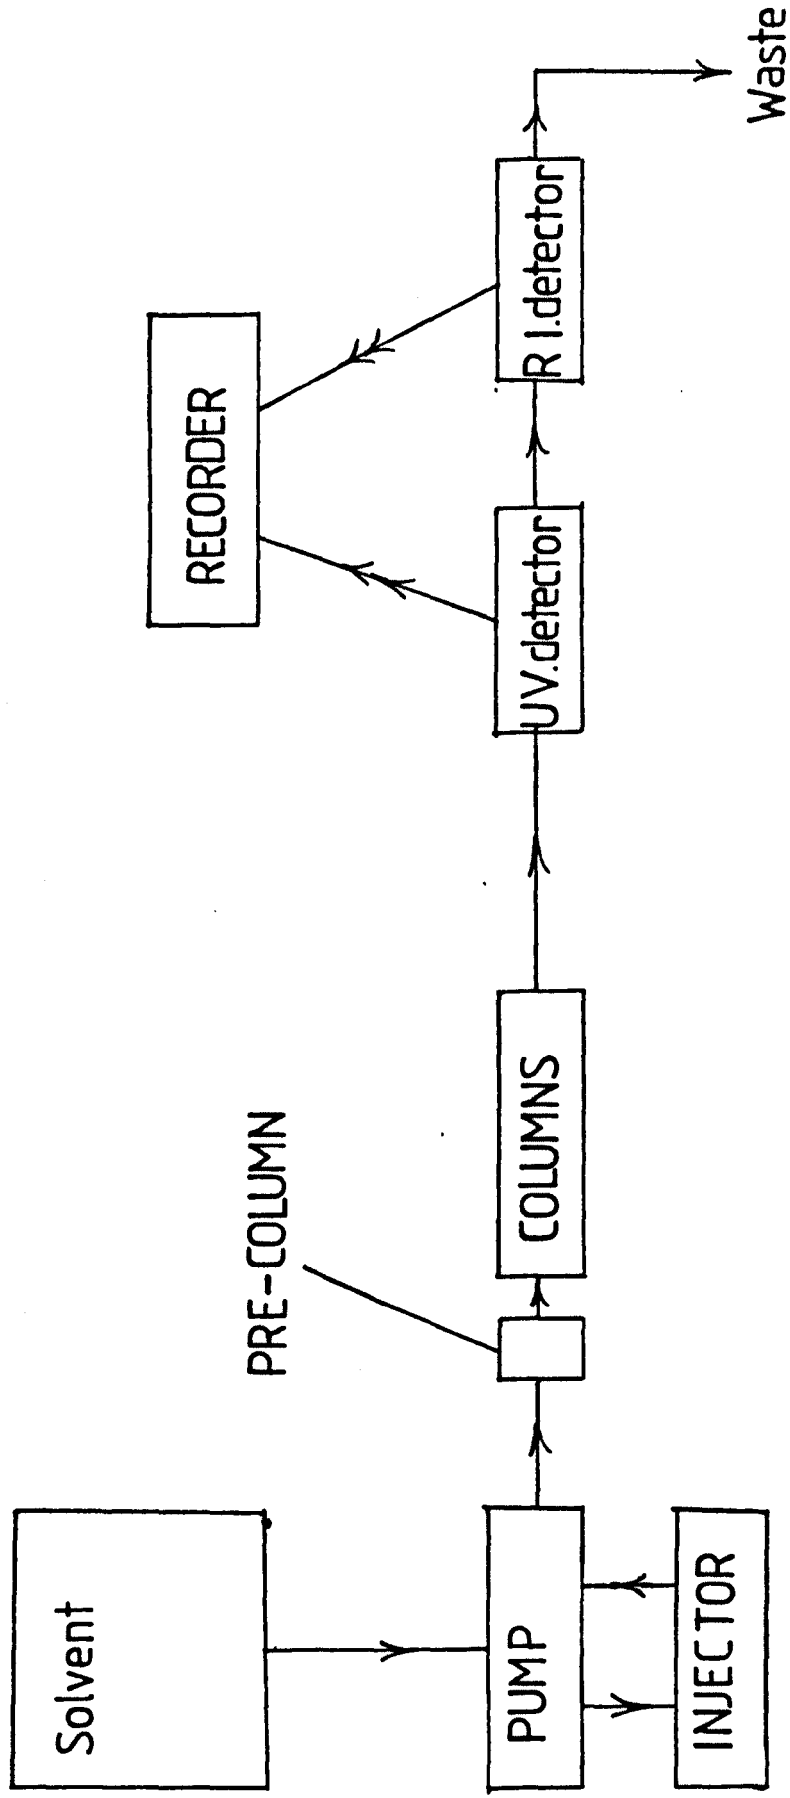 Solvent
PUMP
INJECTOR
PRE-COLUMN
COLUMNS
UV.detector
R I.detector
RECORDER
Waste